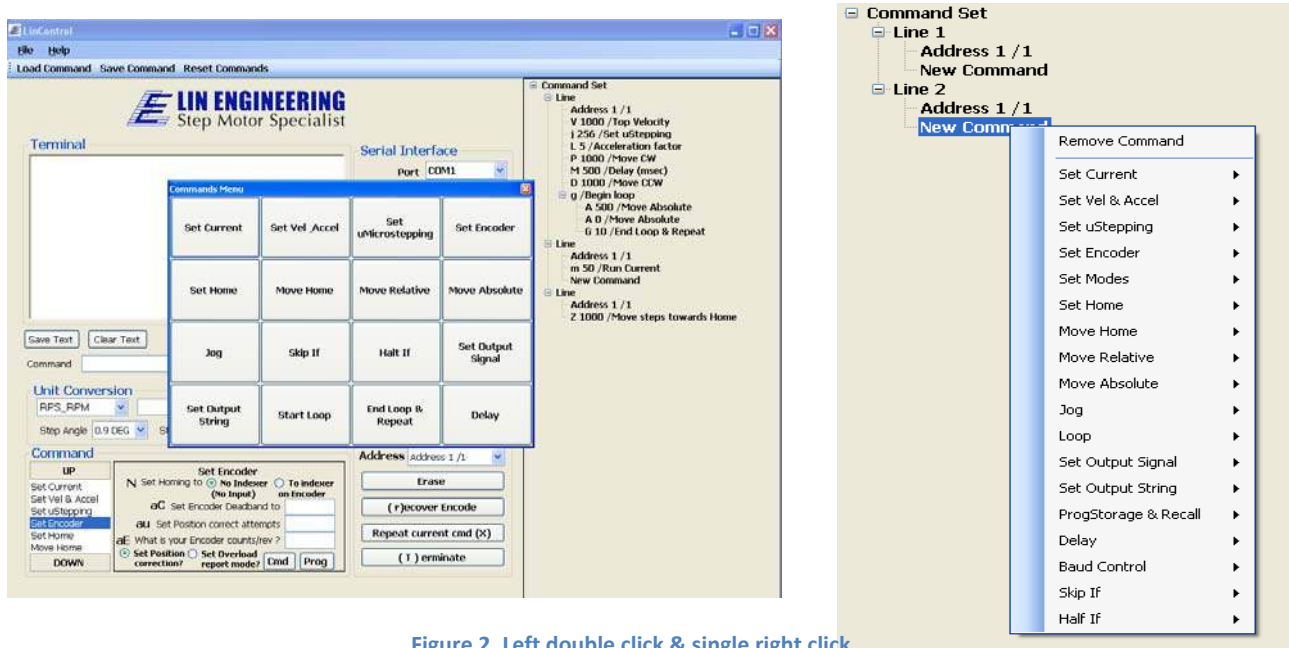 LinControl
File Help
Load Command Save Command Reset Commands
LIN ENGINEERING
Step Motor Specialist
Terminal
Serial Interface
Port COM1
Commands Menu
Set Current Set Vel_Accel Set uMicrostepping Set Encoder
Set Home Move Home Move Relative Move Absolute
Jog Skip If Halt If Set Output Signal
Set Output String Start Loop End Loop & Repeat Delay
Save Text Clear Text
Command
Unit Conversion
RPS_RPM
Step Angle 0.9 DEG
Command
UP
Set Current
Set Vel & Accel
Set uStepping
Set Encoder
Set Home
Move Home
DOWN
Set Encoder
N Set Homing to No Indexer (No Input) To indexer on Encoder
aC Set Encoder Deadband to
au Set Position correct attempts
aE What is your Encoder counts/rev ?
Set Position correction? Set Overload report mode? Cmd Prog
Address Address 1 /1
Erase
( r )ecover Encode
Repeat current cmd (X)
( T ) erminate
Command Set
Line
Address 1 /1
V 1000 /Top Velocity
j 256 /Set uStepping
L 5 /Acceleration factor
P 1000 /Move CW
M 500 /Delay (msec)
D 1000 /Move CCW
g /Begin loop
A 500 /Move Absolute
A 0 /Move Absolute
G 10 /End Loop & Repeat
Line
Address 1 /1
m 50 /Run Current
New Command
Line
Address 1 /1
Z 1000 /Move steps towards Home
Command Set
Line 1
Address 1 /1
New Command
Line 2
Address 1 /1
New Command
Remove Command
Set Current
Set Vel & Accel
Set uStepping
Set Encoder
Set Modes
Set Home
Move Home
Move Relative
Move Absolute
Jog
Loop
Set Output Signal
Set Output String
ProgStorage & Recall
Delay
Baud Control
Skip If
Half If
Figure 2. Left double click & single right click